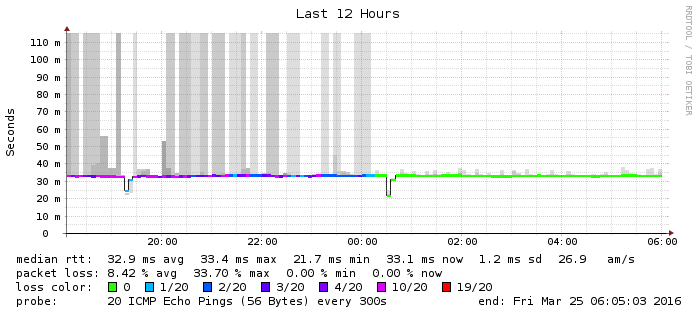 Last 12 Hours
RRDTOOL / TOBI OETIKER
Seconds
110 m
100 m
90 m
80 m
70 m
60 m
50 m
40 m
30 m
20 m
10 m
0
20:00 22:00 00:00 02:00 04:00 06:00
median rtt: 32.9 ms avg 33.4 ms max 21.7 ms min 33.1 ms now 1.2 ms sd 26.9 am/s
packet loss: 8.42 % avg 33.70 % max 0.00 % min 0.00 % now
loss color: 0 1/20 2/20 3/20 4/20 10/20 19/20
probe: 20 ICMP Echo Pings (56 Bytes) every 300s end: Fri Mar 25 06:05:03 2016